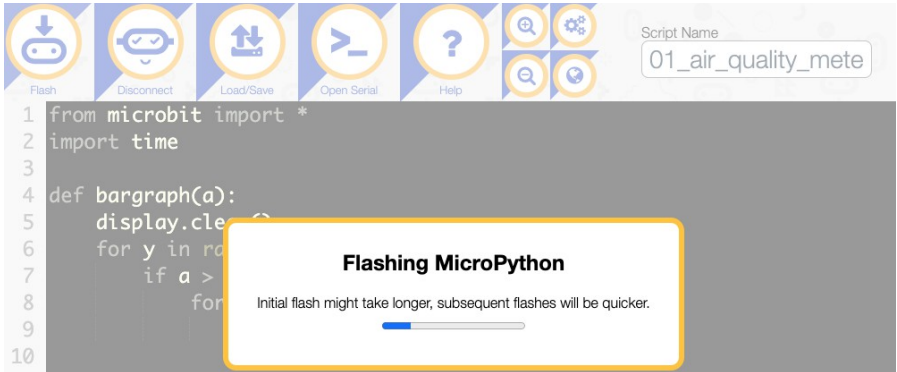 Script Name
01_air_quality_mete
Flash
Disconnect
Load/Save
Open Serial
Help
1 from microbit import *
2 import time
3
4 def bargraph(a):
5 display.clear()
6 for y in ra
7 if a >
8 for
9
10
Flashing MicroPython
Initial flash might take longer, subsequent flashes will be quicker.